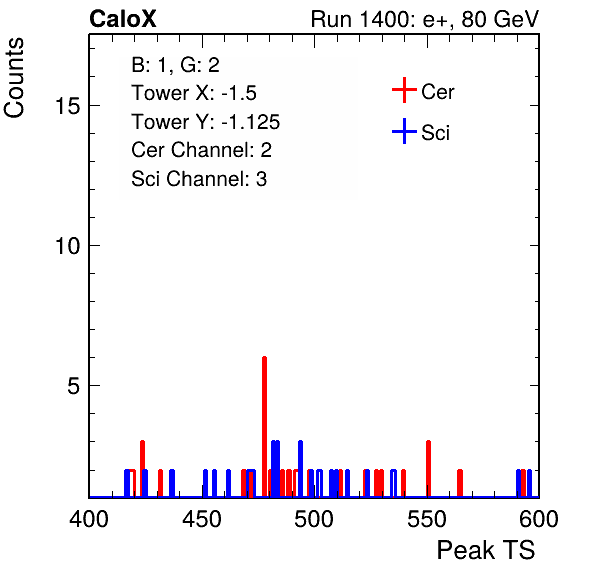 CaloX Run 1400: e+, 80 GeV
Counts
B: 1, G: 2
Tower X: -1.5
Tower Y: -1.125
Cer Channel: 2
Sci Channel: 3
Cer
Sci
15
10
5
400 450 500 550 600
Peak TS